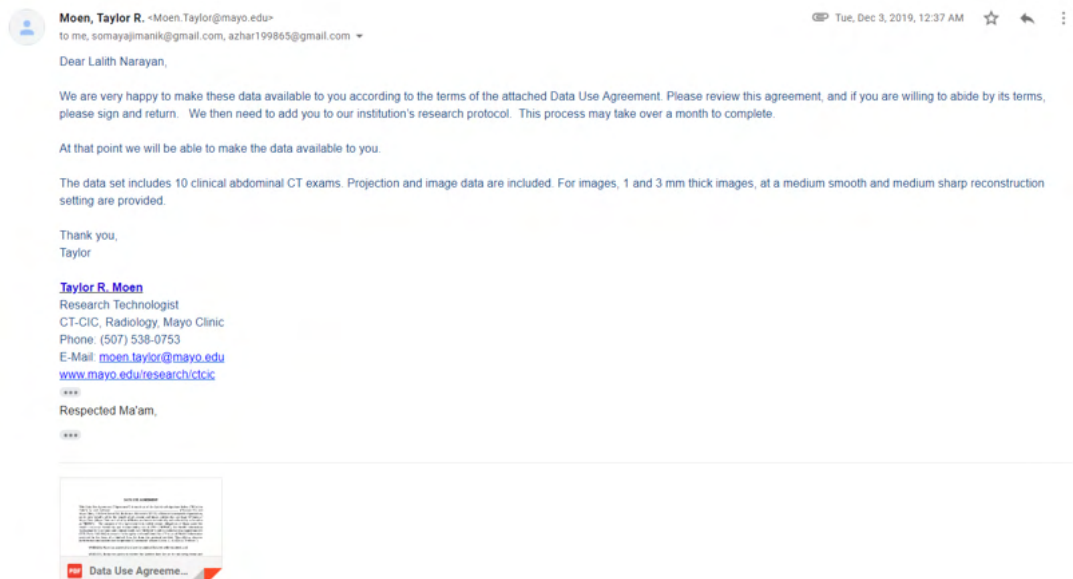 Moen, Taylor R. <Moen.Taylor@mayo.edu>
Tue, Dec 3, 2019, 12:37 AM
to me, somayajimanik@gmail.com, azhar199865@gmail.com
Dear Lalith Narayan,
We are very happy to make these data available to you according to the terms of the attached Data Use Agreement. Please review this agreement, and if you are willing to abide by its terms,
please sign and return. We then need to add you to our institution's research protocol. This process may take over a month to complete.
At that point we will be able to make the data available to you.
The data set includes 10 clinical abdominal CT exams. Projection and image data are included. For images, 1 and 3 mm thick images, at a medium smooth and medium sharp reconstruction
setting are provided.
Thank you,
Taylor
Taylor R. Moen
Research Technologist
CT-CIC, Radiology, Mayo Clinic
Phone: (507) 538-0753
E-Mail: moen.taylor@mayo.edu
www.mayo.edu/research/ctcic
Respected Ma'am,
DATA USE AGREEMENT
PDF Data Use Agreeme...